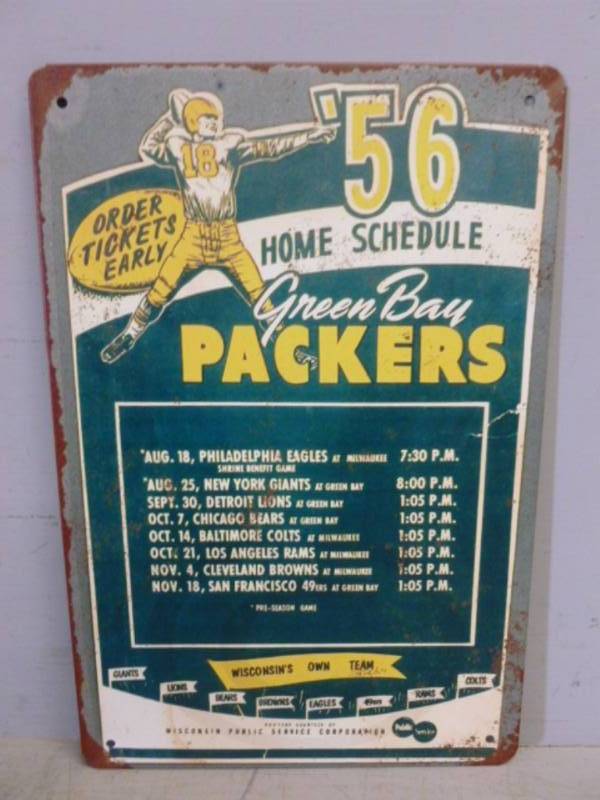 18
'56
ORDER
TICKETS
EARLY
HOME SCHEDULE
Green Bay
PACKERS
*AUG. 18, PHILADELPHIA EAGLES AT MILWAUKEE 7:30 P.M.
SHRINE BENEFIT GAME
*AUG. 25, NEW YORK GIANTS AT GREEN BAY 8:00 P.M.
SEPT. 30, DETROIT LIONS AT GREEN BAY 1:05 P.M.
OCT. 7, CHICAGO BEARS AT GREEN BAY 1:05 P.M.
OCT. 14, BALTIMORE COLTS AT MILWAUKEE 1:05 P.M.
OCT. 21, LOS ANGELES RAMS AT MILWAUKEE 1:05 P.M.
NOV. 4, CLEVELAND BROWNS AT MILWAUKEE 1:05 P.M.
NOV. 18, SAN FRANCISCO 49ERS AT GREEN BAY 1:05 P.M.
* PRE-SEASON GAME
WISCONSIN'S OWN TEAM
GIANTS LIONS BEARS BROWNS EAGLES 49ers RAMS COLTS
POSTERS COURTESY OF
WISCONSIN PUBLIC SERVICE CORPORATION
Public Service